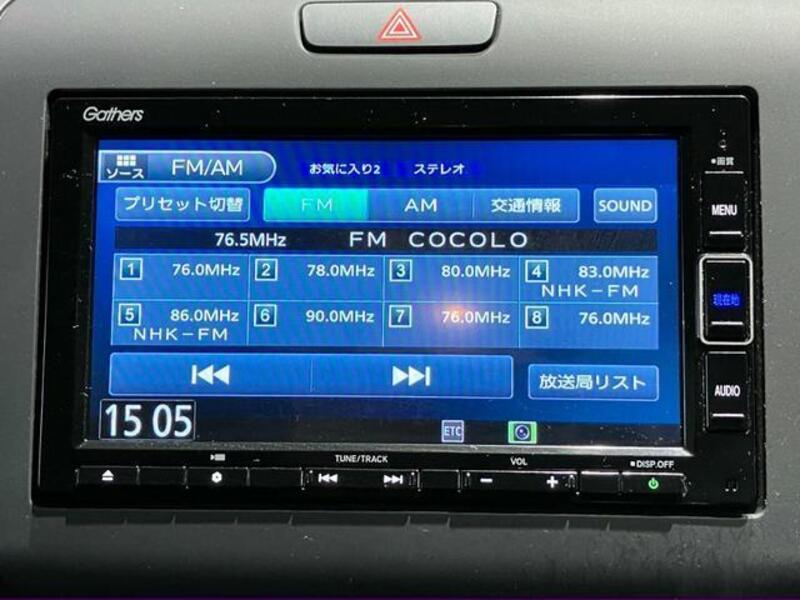 Gathers
ソース FM/AM お気に入り2 ステレオ
プリセット切替 FM AM 交通情報 SOUND
76.5MHz FM COCOLO
1 76.0MHz 2 78.0MHz 3 80.0MHz 4 83.0MHz
NHK-FM
5 86.0MHz 6 90.0MHz 7 76.0MHz 8 76.0MHz
NHK-FM
放送局リスト
15 05 ETC
TUNE/TRACK VOL DISP.OFF
画質
MENU
現在地
AUDIO